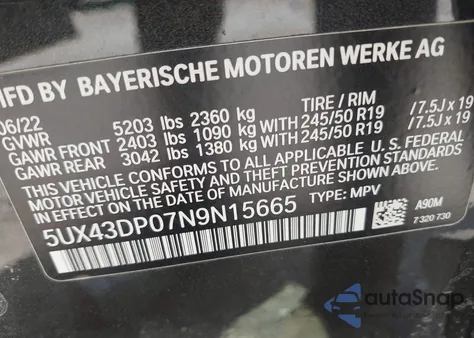 MFD BY BAYERISCHE MOTOREN WERKE AG
06/22 TIRE / RIM
GVWR 5203 lbs 2360 kg
GAWR FRONT 2403 lbs 1090 kg WITH 245/50 R19 /7.5J x 19
GAWR REAR 3042 lbs 1380 kg WITH 245/50 R19 /7.5J x 19
THIS VEHICLE CONFORMS TO ALL APPLICABLE U.S. FEDERAL
MOTOR VEHICLE SAFETY AND THEFT PREVENTION STANDARDS
IN EFFECT ON THE DATE OF MANUFACTURE SHOWN ABOVE.
5UX43DP07N9N15665 TYPE: MPV
A90M
7 320 730
autoSnap